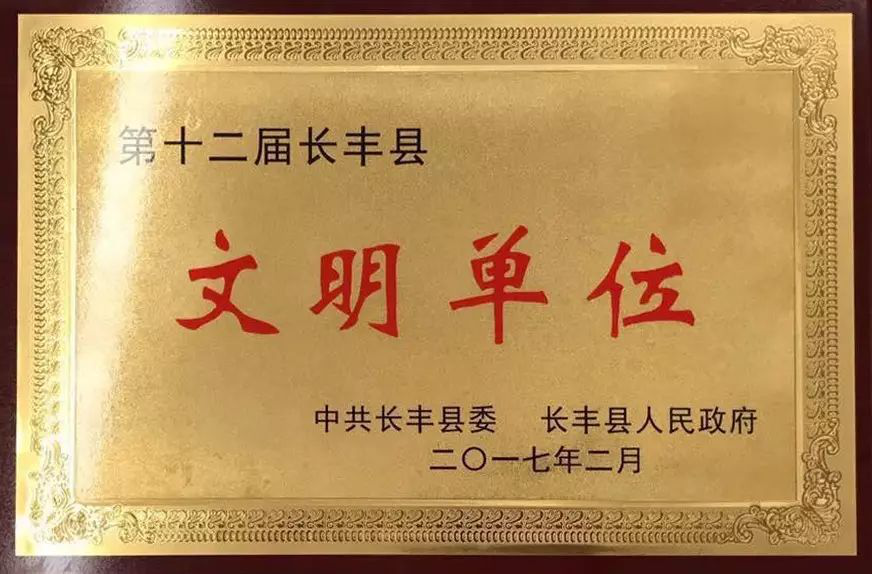 第十二届长丰县
文明单位
中共长丰县委 长丰县人民政府
二〇一七年二月